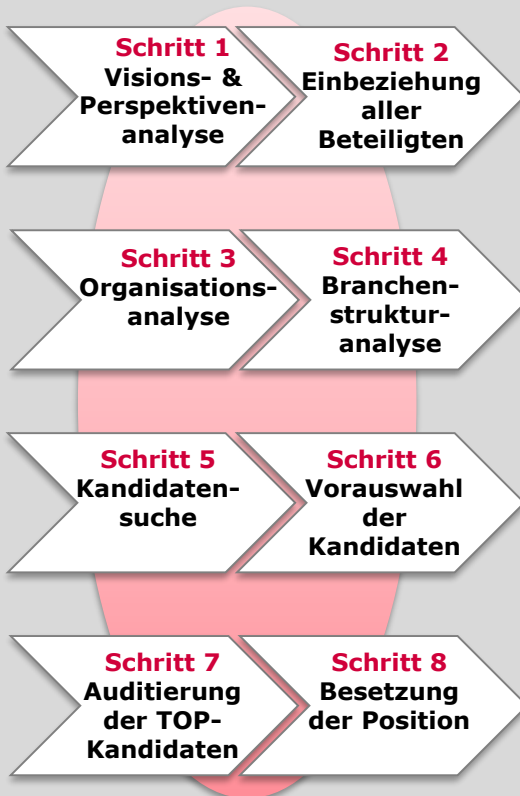 Schritt 1
Visions- &
Perspektiven-
analyse
Schritt 2
Einbeziehung
aller
Beteiligten
Schritt 3
Organisations-
analyse
Schritt 4
Branchen-
struktur-
analyse
Schritt 5
Kandidaten-
suche
Schritt 6
Vorauswahl
der
Kandidaten
Schritt 7
Auditierung
der TOP-
Kandidaten
Schritt 8
Besetzung
der Position